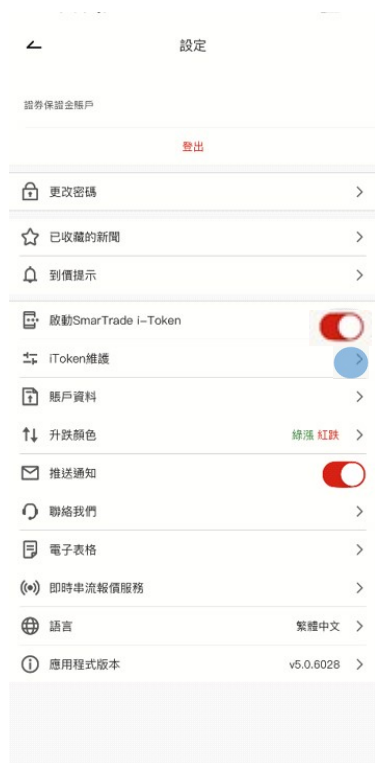 設定
證券保證金賬戶
登出
更改密碼
已收藏的新聞
到價提示
啟動SmarTrade i-Token
iToken維護
賬戶資料
升跌顏色 綠漲 紅跌
推送通知
聯絡我們
電子表格
即時串流報價服務
語言 繁體中文
應用程式版本 v5.0.6028